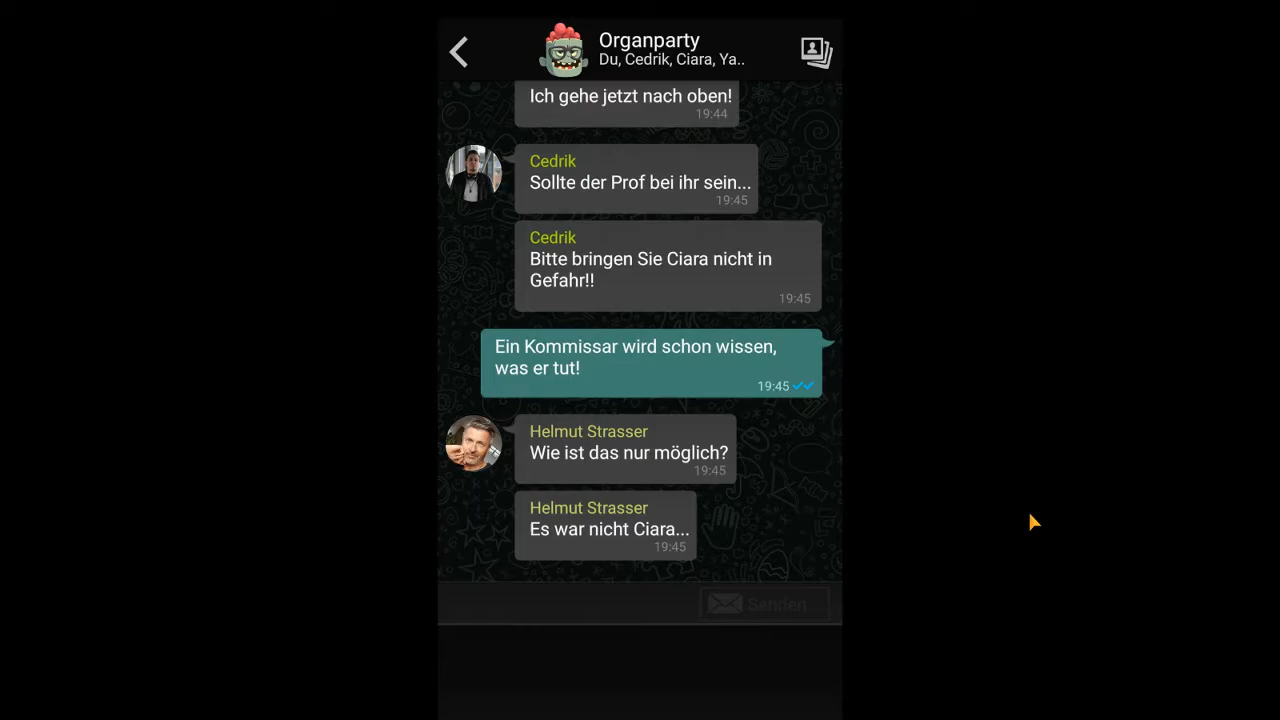 Organparty
Du, Cedrik, Ciara, Ya..
Ich gehe jetzt nach oben!
19:44
Cedrik
Sollte der Prof bei ihr sein...
19:45
Cedrik
Bitte bringen Sie Ciara nicht in
Gefahr!!
19:45
Ein Kommissar wird schon wissen,
was er tut!
19:45
Helmut Strasser
Wie ist das nur möglich?
19:45
Helmut Strasser
Es war nicht Ciara...
19:45
Senden